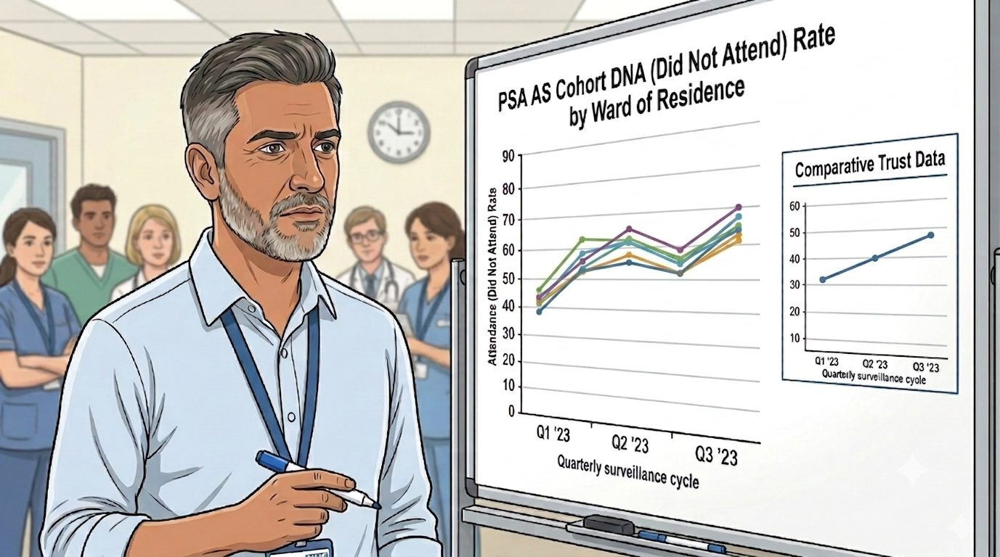 PSA AS Cohort DNA (Did Not Attend) Rate
by Ward of Residence
Attendance (Did Not Attend) Rate
90
80
70
60
50
40
30
20
10
0
Q1 '23
Q2 '23
Q3 '23
Quarterly surveillance cycle
Comparative Trust Data
60
50
40
30
20
10
Q1 '23
Q2 '23
Q3 '23
Quarterly surveillance cycle